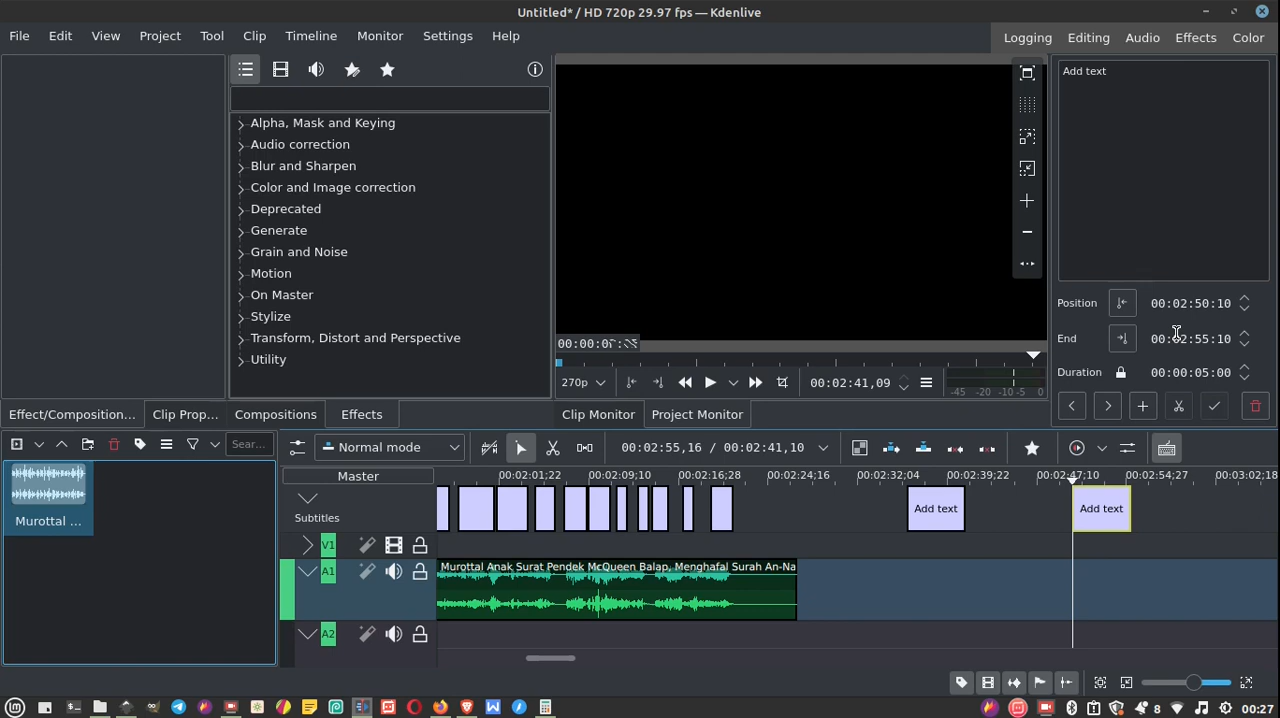 Untitled* / HD 720p 29.97 fps — Kdenlive
File Edit View Project Tool Clip Timeline Monitor Settings Help
Logging Editing Audio Effects Color
Alpha, Mask and Keying
Audio correction
Blur and Sharpen
Color and Image correction
Deprecated
Generate
Grain and Noise
Motion
On Master
Stylize
Transform, Distort and Perspective
Utility
Effect/Composition... Clip Prop... Compositions Effects
270p 00:02:41,09
-45 -20 -10 -5 0
Clip Monitor Project Monitor
Add text
Position 00:02:50:10
End 00:02:55:10
Duration 00:00:05:00
Sear...
Normal mode
00:02:55,16 / 00:02:41,10
Murottal ...
Master
00:02:01;22 00:02:09;10 00:02:16;28 00:02:24;16 00:02:32;04 00:02:39;22 00:02:47;10 00:02:54;27 00:03:02;18
Subtitles
Add text
Add text
V1
A1
Murottal Anak Surat Pendek McQueen Balap, Menghafal Surah An-Na
A2
8
00:27